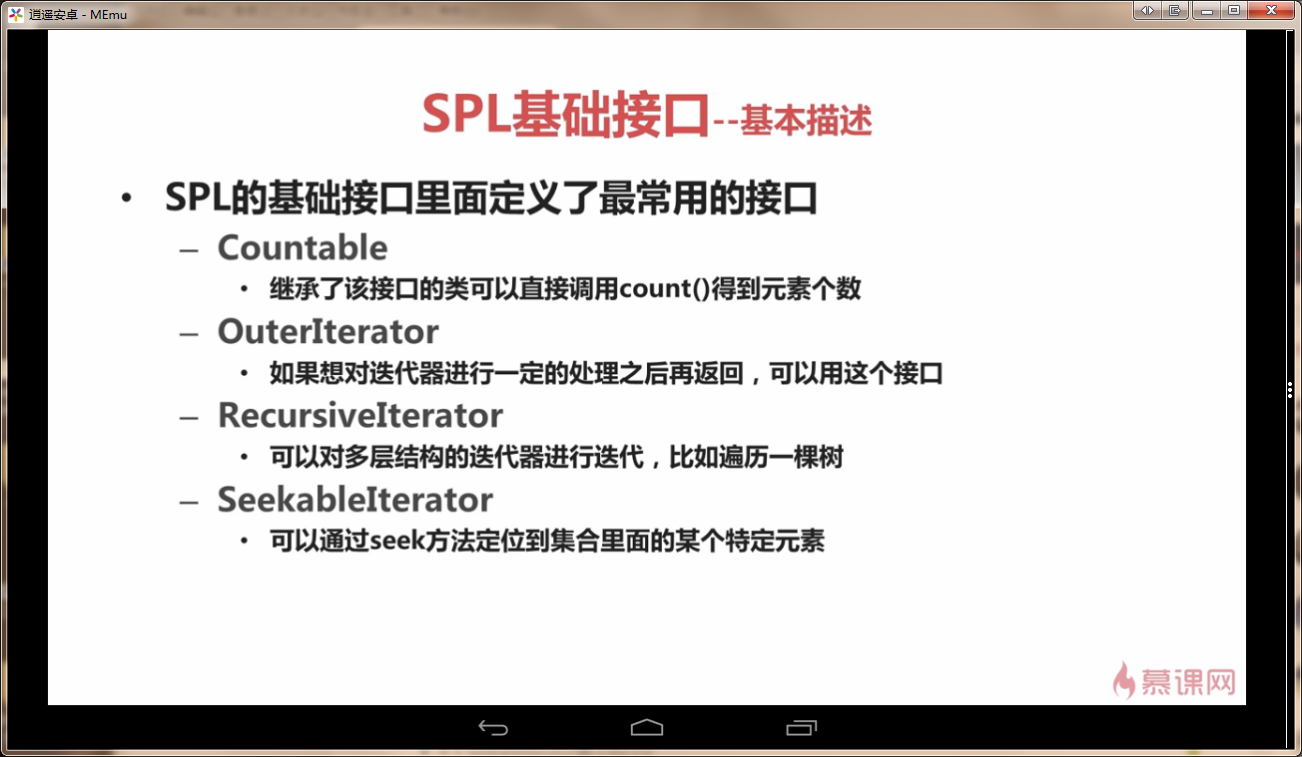 逍遥安卓 - MEmu
SPL基础接口--基本描述
• SPL的基础接口里面定义了最常用的接口
– Countable
• 继承了该接口的类可以直接调用count()得到元素个数
– OuterIterator
• 如果想对迭代器进行一定的处理之后再返回，可以用这个接口
– RecursiveIterator
• 可以对多层结构的迭代器进行迭代，比如遍历一棵树
– SeekableIterator
• 可以通过seek方法定位到集合里面的某个特定元素
慕课网